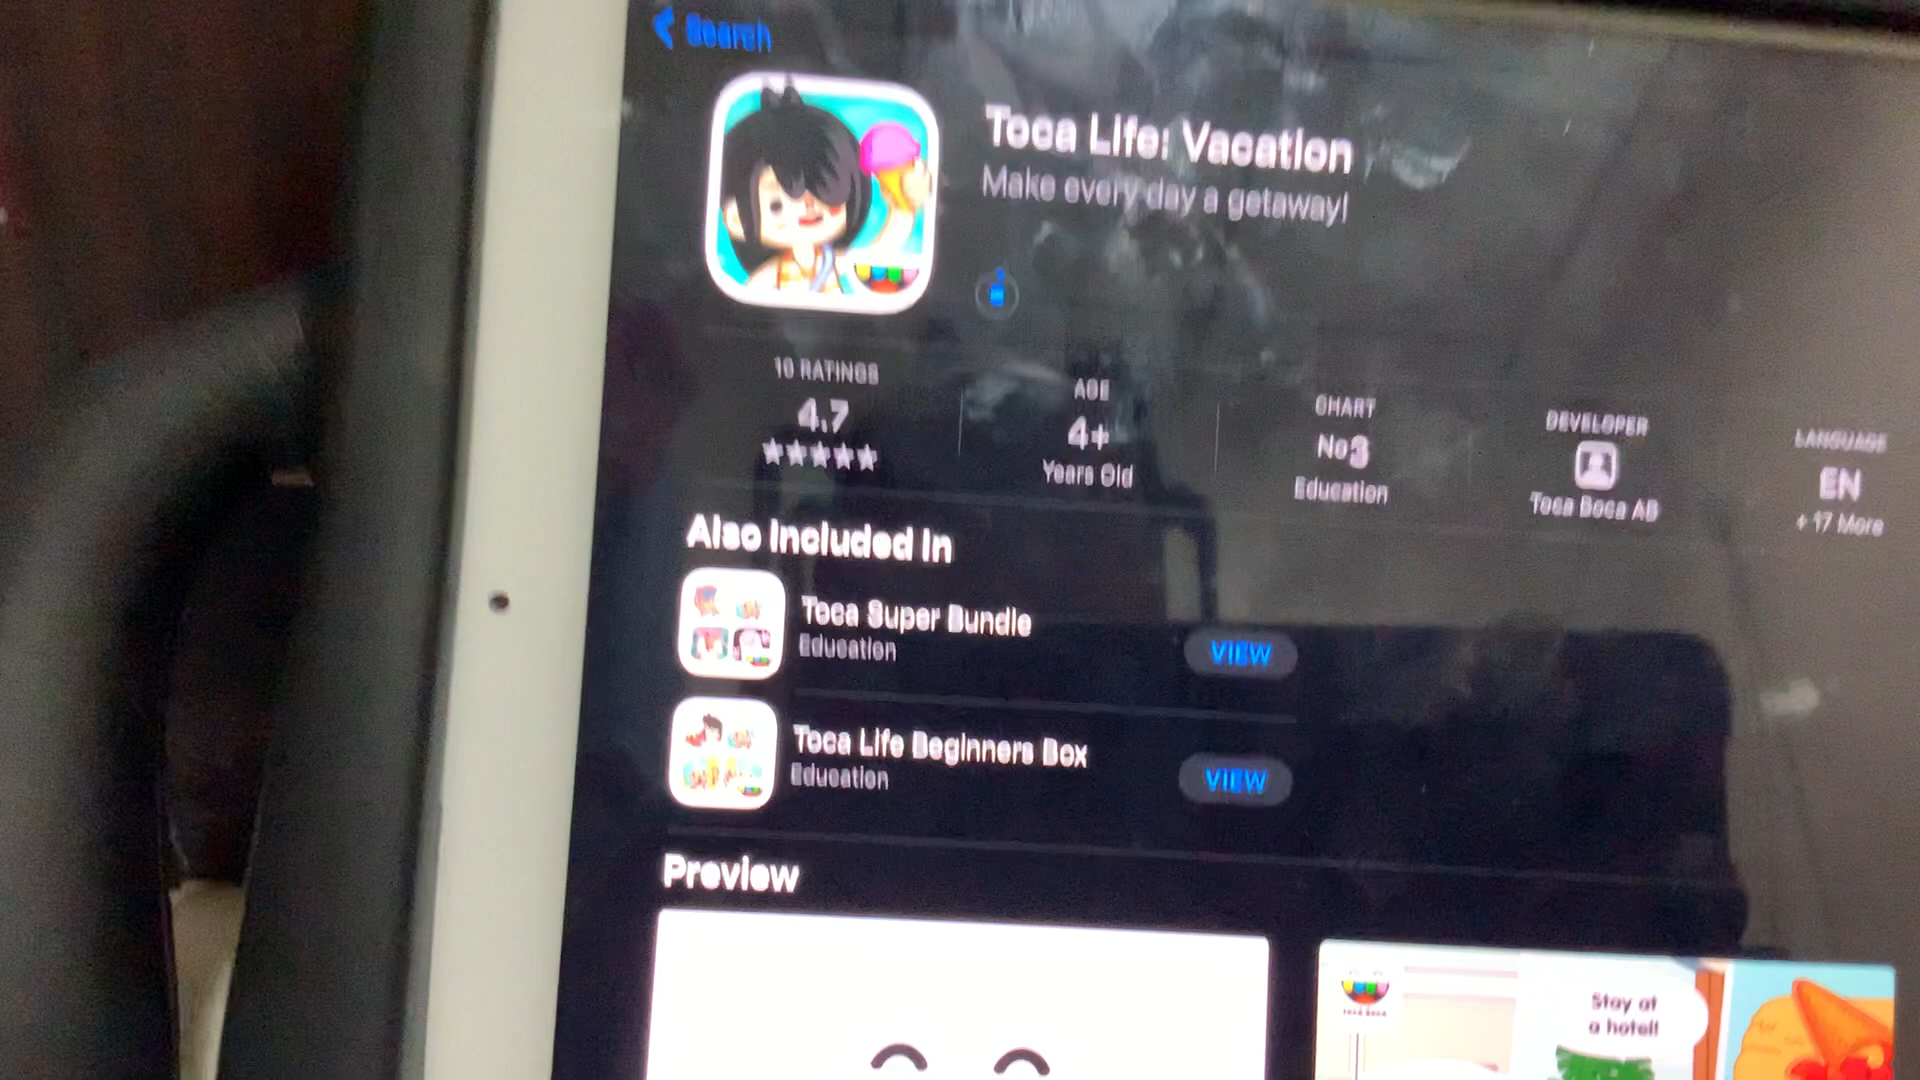 Search
Toca Life: Vacation
Make every day a getaway!
10 RATINGS
4.7
AGE
4+
Years Old
CHART
No3
Education
DEVELOPER
Toca Boca AB
LANGUAGE
EN
+ 17 More
Also Included In
Toca Super Bundle
Education
VIEW
Toca Life Beginners Box
Education
VIEW
Preview
Stay at
a hotel!